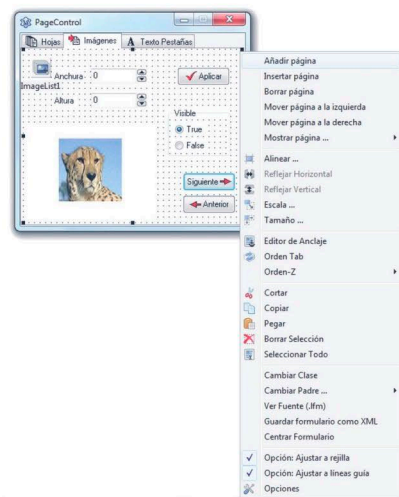 PageControl
Hojas Imágenes A Texto Pestañas
ImageList1
Anchura 0
Altura 0
Aplicar
Visible
True
False
Siguiente
Anterior
Añadir página
Insertar página
Borrar página
Mover página a la izquierda
Mover página a la derecha
Mostrar página ...
Alinear ...
Reflejar Horizontal
Reflejar Vertical
Escala ...
Tamaño ...
Editor de Anclaje
Orden Tab
Orden-Z
Cortar
Copiar
Pegar
Borrar Selección
Seleccionar Todo
Cambiar Clase
Cambiar Padre ...
Ver Fuente (.lfm)
Guardar formulario como XML
Centrar Formulario
Opción: Ajustar a rejilla
Opción: Ajustar a líneas guía
Opciones